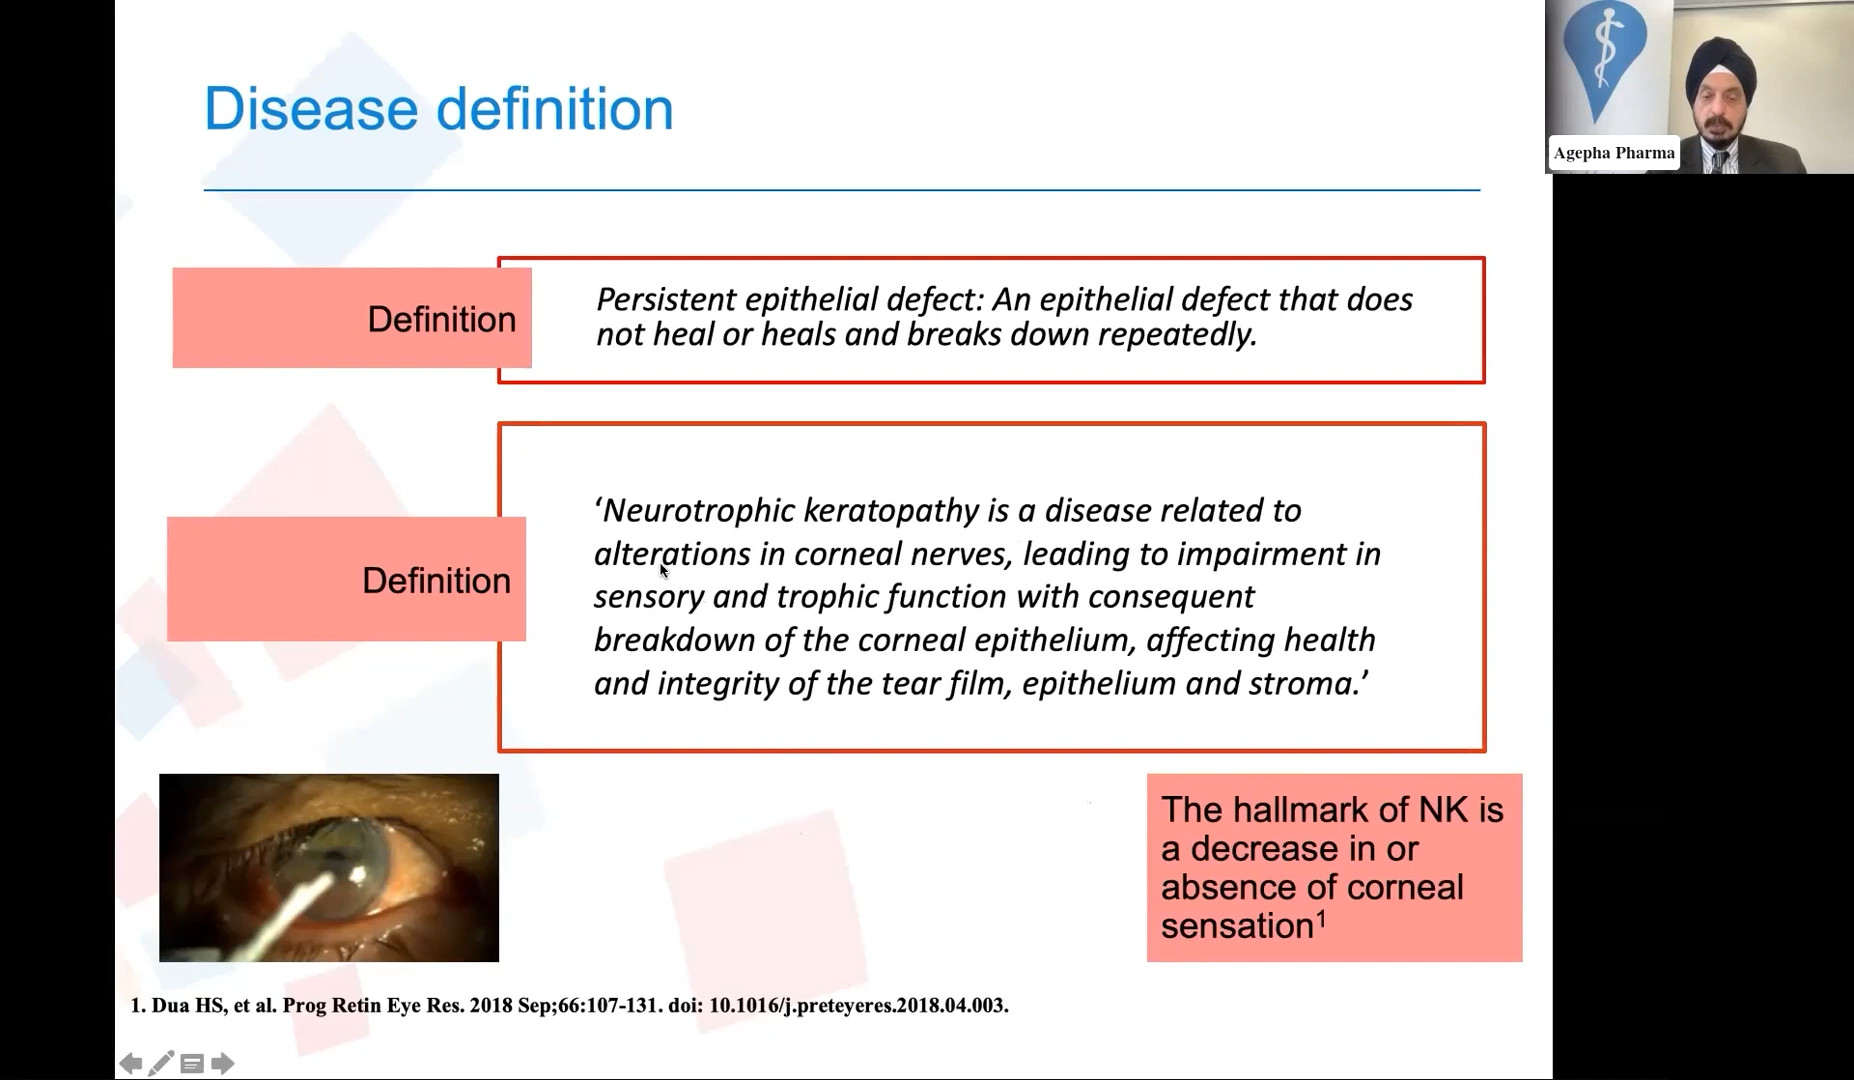 Disease definition
Agepha Pharma
Definition
Persistent epithelial defect: An epithelial defect that does
not heal or heals and breaks down repeatedly.
Definition
‘Neurotrophic keratopathy is a disease related to
alterations in corneal nerves, leading to impairment in
sensory and trophic function with consequent
breakdown of the corneal epithelium, affecting health
and integrity of the tear film, epithelium and stroma.’
The hallmark of NK is
a decrease in or
absence of corneal
sensation¹
1. Dua HS, et al. Prog Retin Eye Res. 2018 Sep;66:107-131. doi: 10.1016/j.preteyeres.2018.04.003.